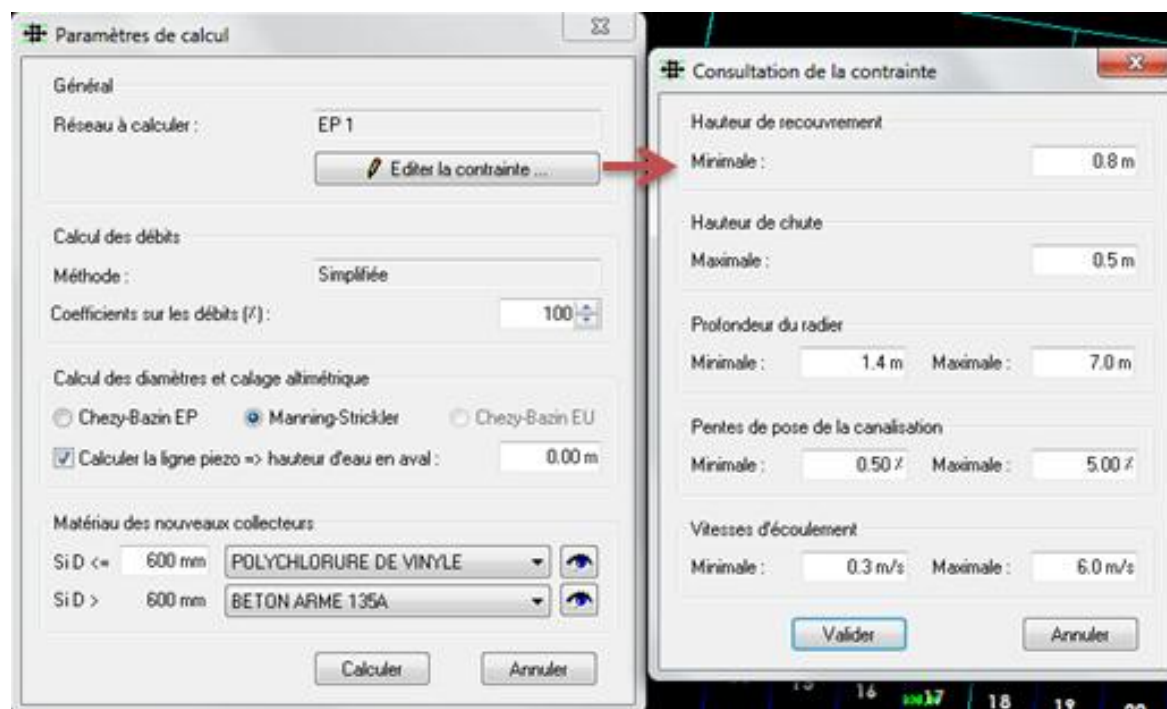 Paramètres de calcul
Général
Réseau à calculer : EP 1
Editer la contrainte ...
Calcul des débits
Méthode : Simplifiée
Coefficients sur les débits (%) : 100
Calcul des diamètres et calage altimétrique
Chezy-Bazin EP Manning-Strickler Chezy-Bazin EU
Calculer la ligne piezo => hauteur d'eau en aval : 0.00 m
Matériau des nouveaux collecteurs
Si D <= 600 mm POLYCHLORURE DE VINYLE
Si D > 600 mm BETON ARME 135A
Calculer Annuler
Consultation de la contrainte
Hauteur de recouvrement
Minimale : 0.8 m
Hauteur de chute
Maximale : 0.5 m
Profondeur du radier
Minimale : 1.4 m Maximale : 7.0 m
Pentes de pose de la canalisation
Minimale : 0.50 % Maximale : 5.00 %
Vitesses d'écoulement
Minimale : 0.3 m/s Maximale : 6.0 m/s
Valider Annuler
16 17 18 19